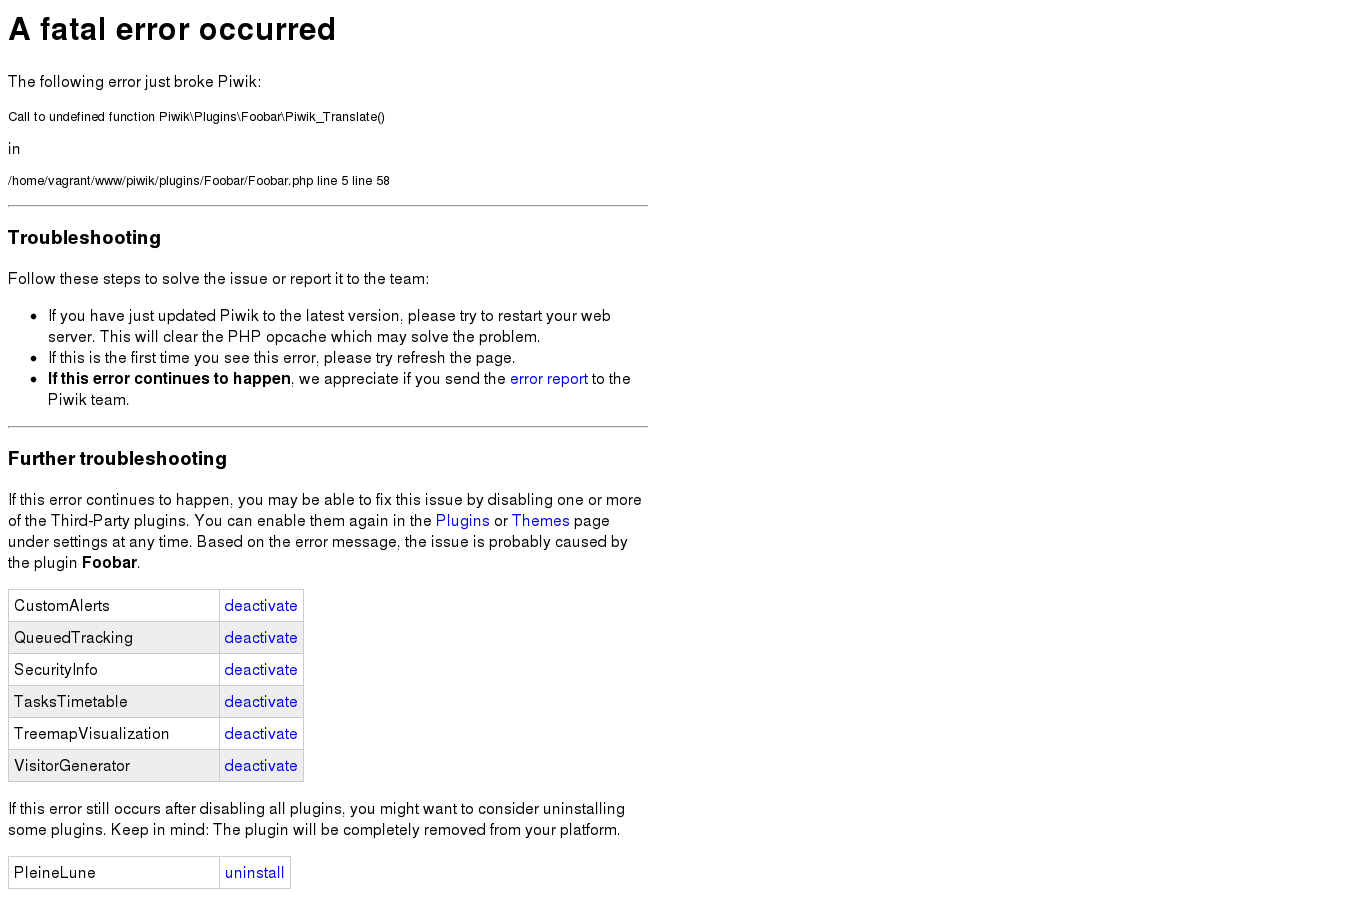 A fatal error occurred
The following error just broke Piwik:
Call to undefined function Piwik\Plugins\Foobar\Piwik_Translate()
in
/home/vagrant/www/piwik/plugins/Foobar/Foobar.php line 5 line 58
Troubleshooting
Follow these steps to solve the issue or report it to the team:
• If you have just updated Piwik to the latest version, please try to restart your web
server. This will clear the PHP opcache which may solve the problem.
• If this is the first time you see this error, please try refresh the page.
• If this error continues to happen, we appreciate if you send the error report to the
Piwik team.
Further troubleshooting
If this error continues to happen, you may be able to fix this issue by disabling one or more
of the Third-Party plugins. You can enable them again in the Plugins or Themes page
under settings at any time. Based on the error message, the issue is probably caused by
the plugin Foobar.
CustomAlerts deactivate
QueuedTracking deactivate
SecurityInfo deactivate
TasksTimetable deactivate
TreemapVisualization deactivate
VisitorGenerator deactivate
If this error still occurs after disabling all plugins, you might want to consider uninstalling
some plugins. Keep in mind: The plugin will be completely removed from your platform.
PleineLune uninstall